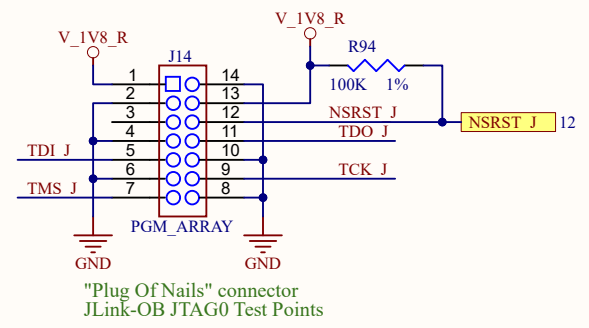 V_1V8_R
V_1V8_R
J14
R94
100K 1%
1 14
2 13
3 12 NSRST_J NSRST_J 12
4 11 TDO_J
TDI_J 5 10
6 9 TCK_J
TMS_J 7 8
PGM_ARRAY
GND GND
"Plug Of Nails" connector
JLink-OB JTAG0 Test Points